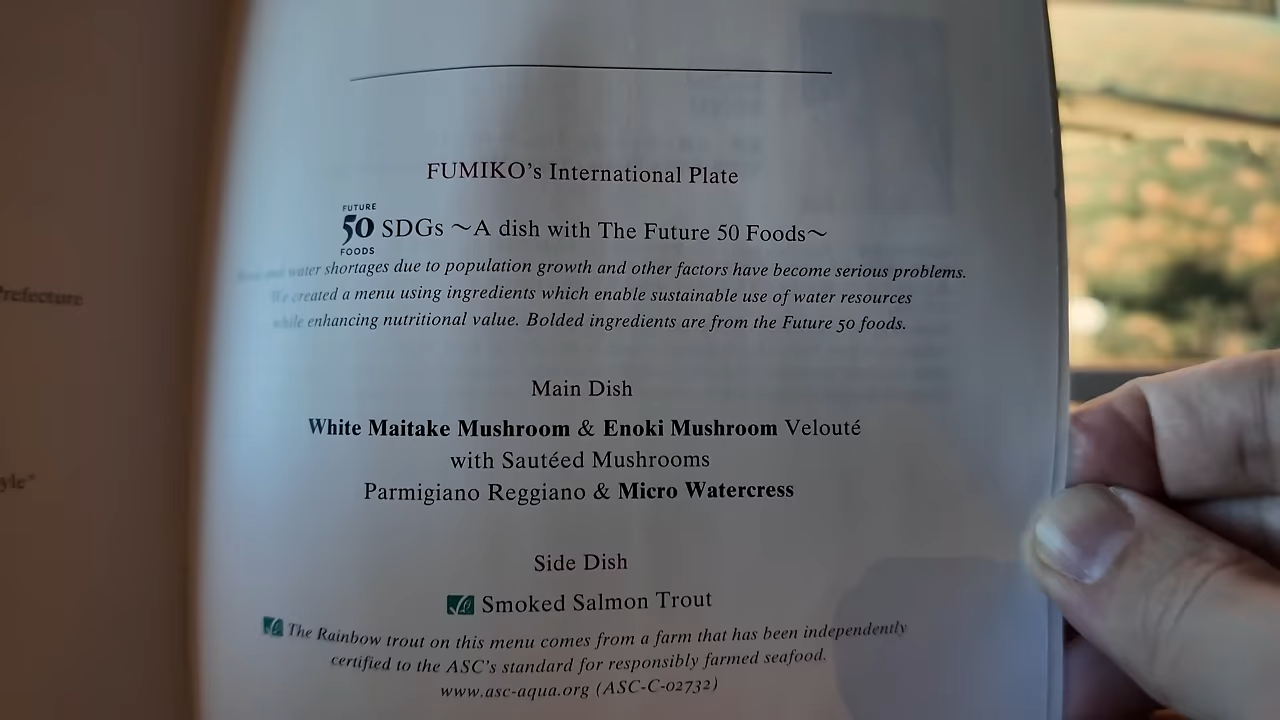 Prefecture
yle"
FUMIKO's International Plate
FUTURE
50
FOODS
SDGs ～A dish with The Future 50 Foods～
water shortages due to population growth and other factors have become serious problems.
We created a menu using ingredients which enable sustainable use of water resources
while enhancing nutritional value. Bolded ingredients are from the Future 50 foods.
Main Dish
White Maitake Mushroom & Enoki Mushroom Velouté
with Sautéed Mushrooms
Parmigiano Reggiano & Micro Watercress
Side Dish
Smoked Salmon Trout
The Rainbow trout on this menu comes from a farm that has been independently
certified to the ASC's standard for responsibly farmed seafood.
www.asc-aqua.org (ASC-C-02732)